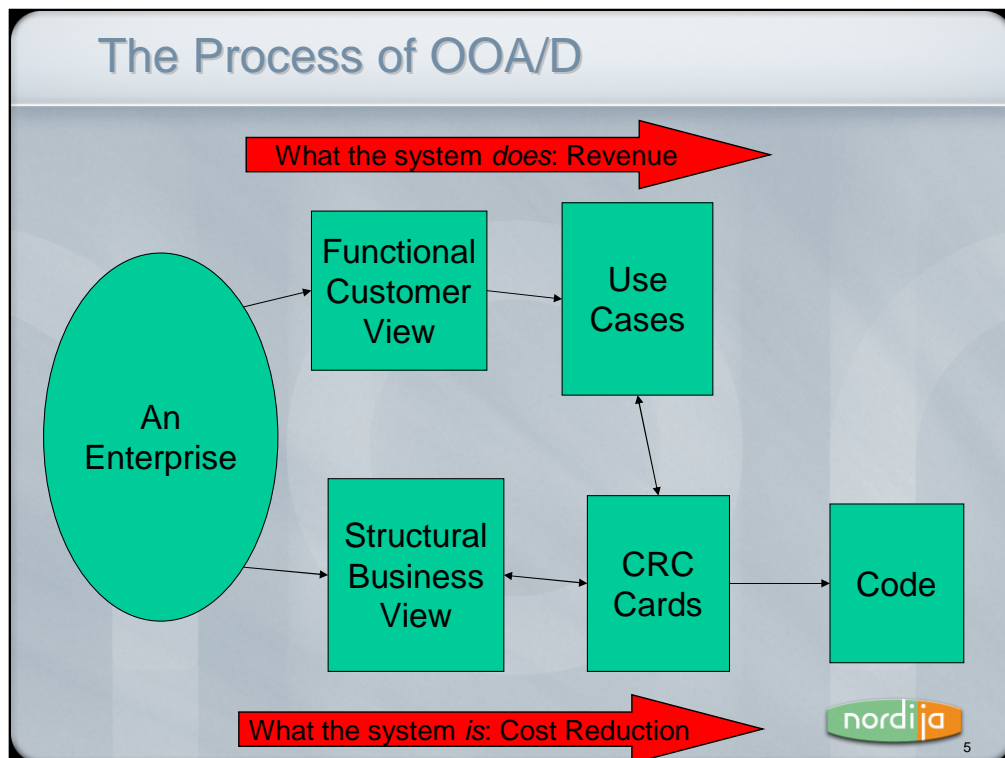 The Process of OOA/D
What the system does: Revenue
Functional
Customer
View
Use
Cases
An
Enterprise
Structural
Business
View
CRC
Cards
Code
What the system is: Cost Reduction
nordija
5